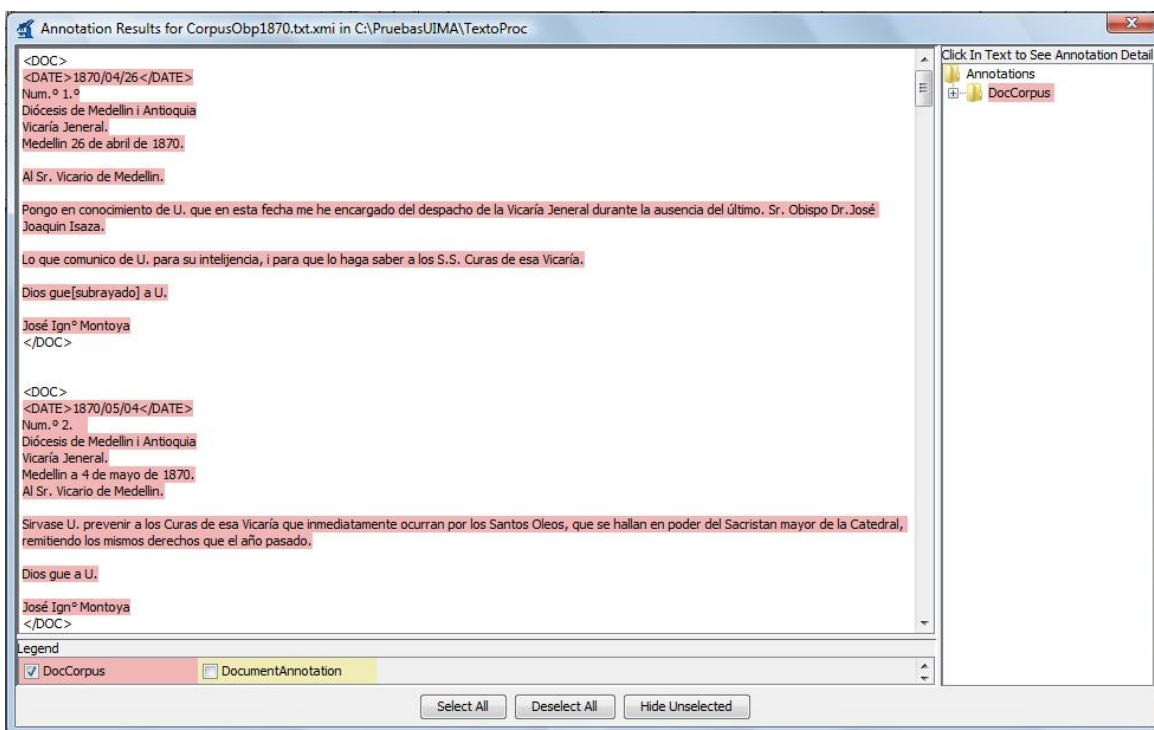 Annotation Results for CorpusObp1870.txt.xmi in C:\PruebasUIMA\TextoProc
<DOC>
<DATE>1870/04/26</DATE>
Num.º 1.º
Diócesis de Medellin i Antioquia
Vicaría Jeneral.
Medellin 26 de abril de 1870.
Al Sr. Vicario de Medellin.
Pongo en conocimiento de U. que en esta fecha me he encargado del despacho de la Vicaría Jeneral durante la ausencia del último. Sr. Obispo Dr.José
Joaquin Isaza.
Lo que comunico de U. para su intelijencia, i para que lo haga saber a los S.S. Curas de esa Vicaría.
Dios gue[subrayado] a U.
José Ignº Montoya
</DOC>
<DOC>
<DATE>1870/05/04</DATE>
Num.º 2.
Diócesis de Medellin i Antioquia
Vicaría Jeneral.
Medellin a 4 de mayo de 1870.
Al Sr. Vicario de Medellin.
Sirvase U. prevenir a los Curas de esa Vicaría que inmediatamente ocurran por los Santos Oleos, que se hallan en poder del Sacristan mayor de la Catedral,
remitiendo los mismos derechos que el año pasado.
Dios gue a U.
José Ignº Montoya
</DOC>
Click In Text to See Annotation Detail
Annotations
DocCorpus
Legend
DocCorpus
DocumentAnnotation
Select All
Deselect All
Hide Unselected